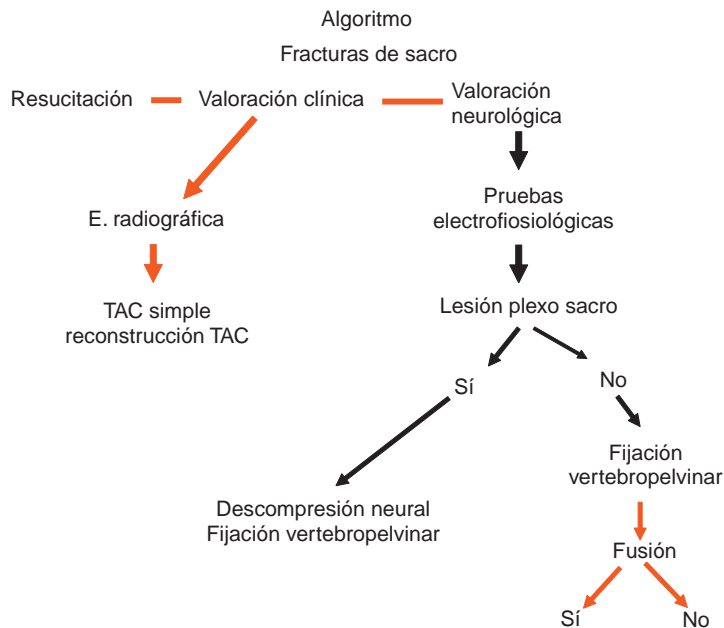 Algoritmo
Fracturas de sacro
Resucitación
Valoración clínica
Valoración
neurológica
E. radiográfica
Pruebas
electrofiosiológicas
TAC simple
reconstrucción TAC
Lesión plexo sacro
Sí
No
Descompresión neural
Fijación vertebropelvinar
Fijación
vertebropelvinar
Fusión
Sí
No